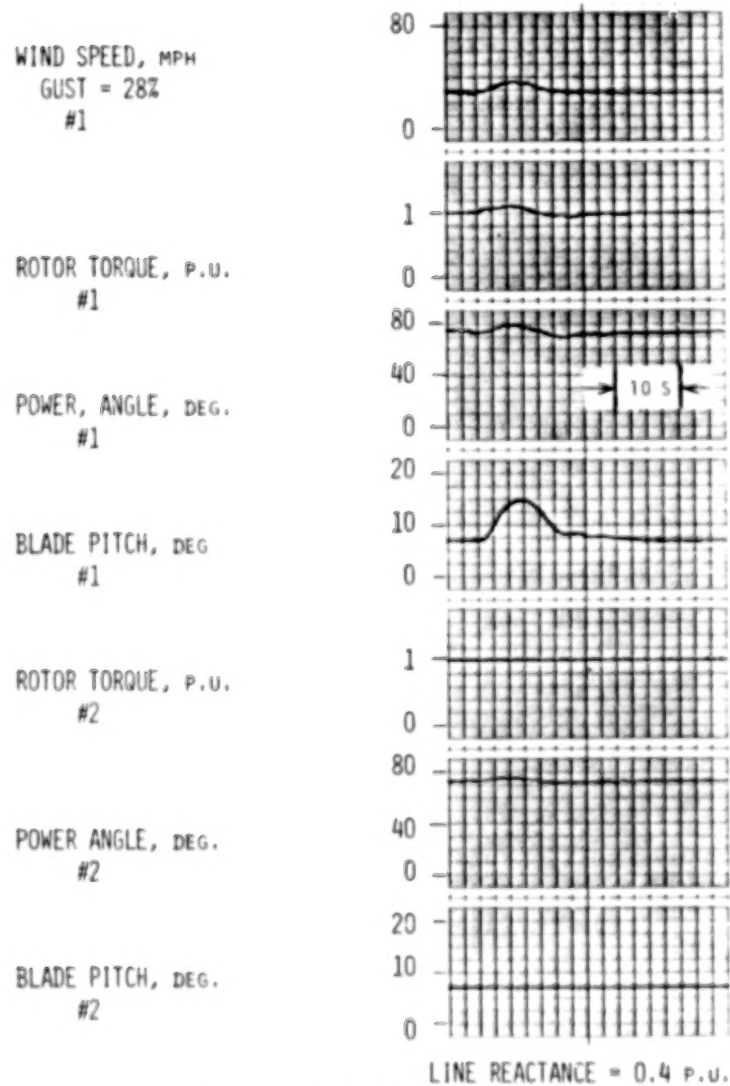 WIND SPEED, MPH
GUST = 28%
#1
80
0
ROTOR TORQUE, P.U.
#1
1
0
POWER, ANGLE, DEG.
#1
80
40
0
10 S
BLADE PITCH, DEG
#1
20
10
0
ROTOR TORQUE, P.U.
#2
1
0
POWER ANGLE, DEG.
#2
80
40
0
BLADE PITCH, DEG.
#2
20
10
0
LINE REACTANCE = 0.4 P.U.